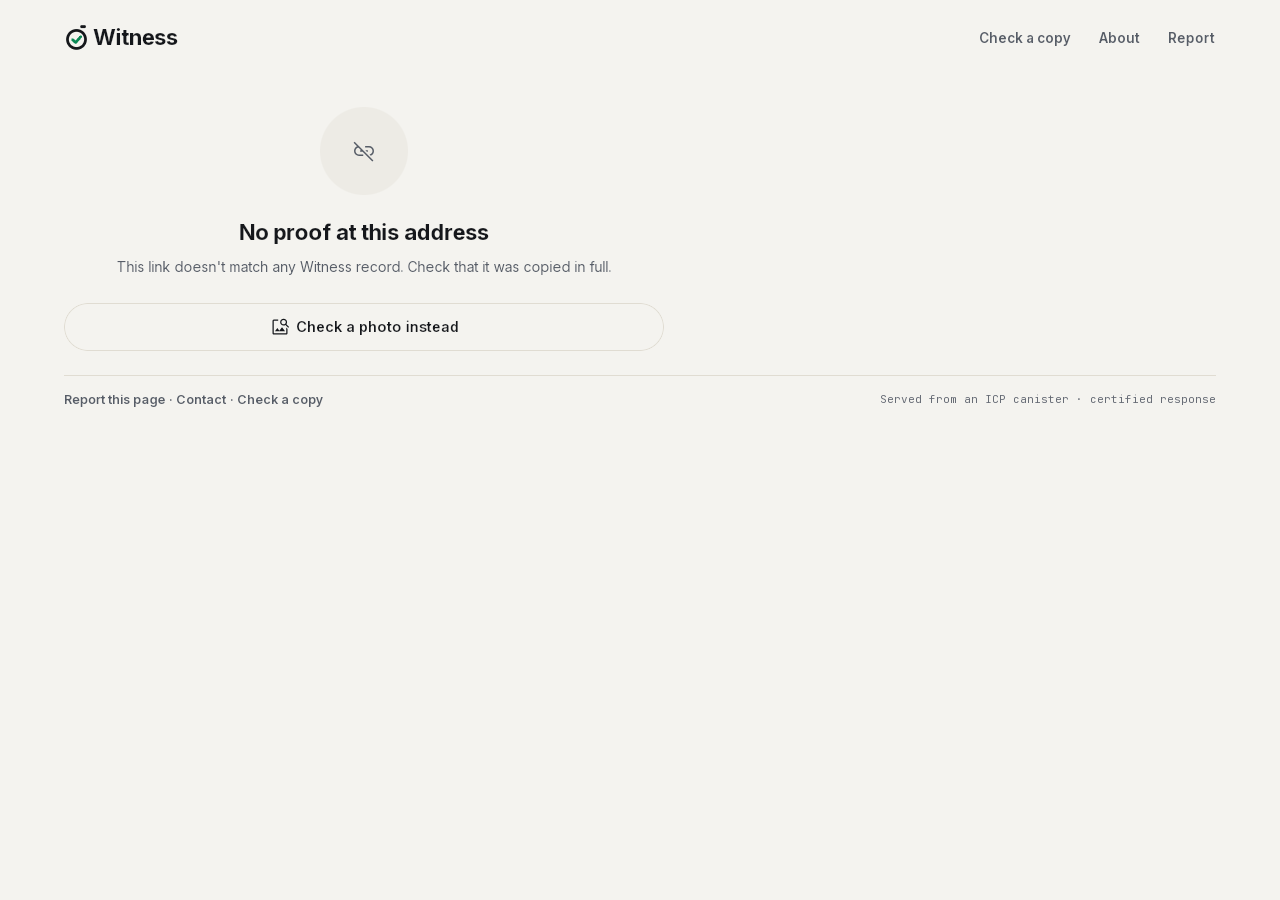 Witness
Check a copy
About
Report
No proof at this address
This link doesn't match any Witness record. Check that it was copied in full.
Check a photo instead
Report this page · Contact · Check a copy
Served from an ICP canister · certified response